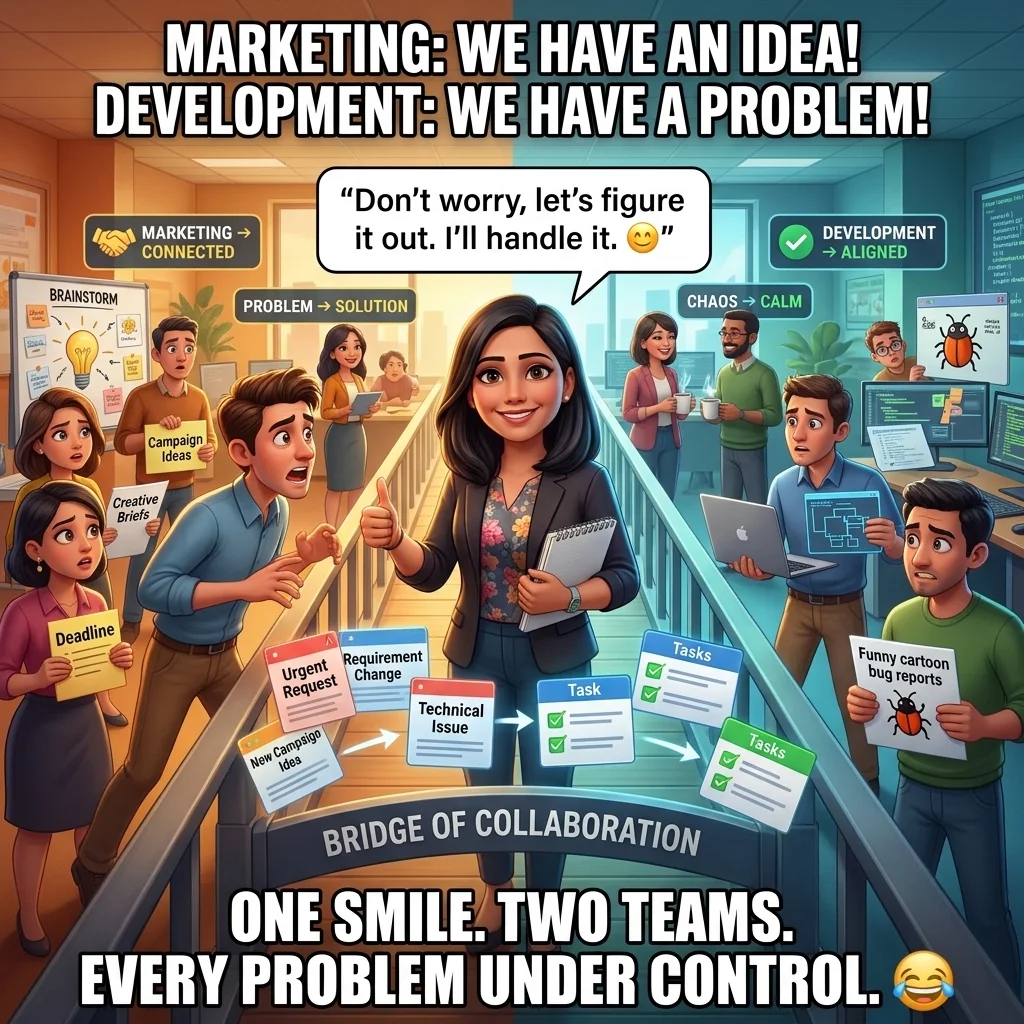 MARKETING: WE HAVE AN IDEA!
DEVELOPMENT: WE HAVE A PROBLEM!
“Don’t worry, let’s figure
it out. I’ll handle it. 😊”
MARKETING →
CONNECTED
DEVELOPMENT
→ ALIGNED
PROBLEM → SOLUTION
CHAOS → CALM
BRAINSTORM
Campaign
Ideas
Creative
Briefs
Deadline
Funny cartoon
bug reports
Urgent
Request
Requirement
Change
New Campaigo
Idea
Technical
Issue
Task
Tasks
Tasks
BRIDGE OF COLLABORATION
ONE SMILE. TWO TEAMS.
EVERY PROBLEM UNDER CONTROL. 😂